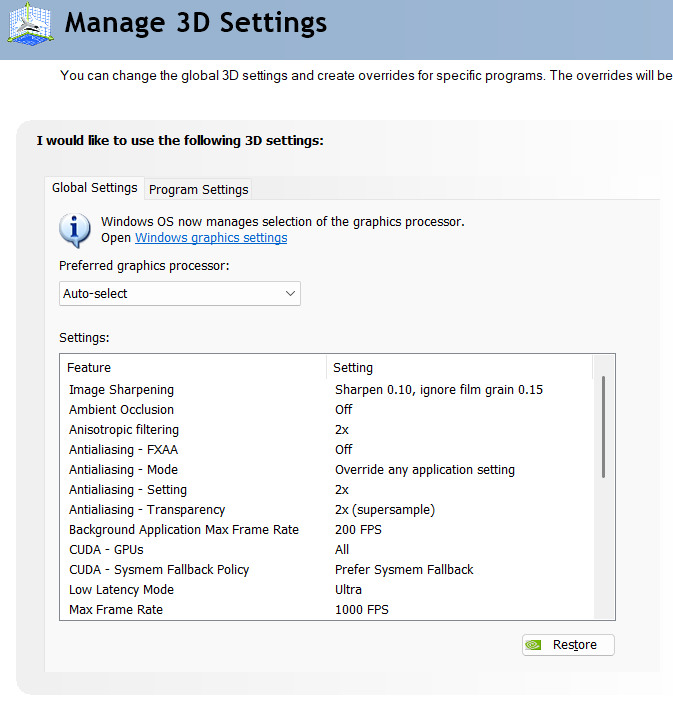 Manage 3D Settings
You can change the global 3D settings and create overrides for specific programs. The overrides will be
I would like to use the following 3D settings:
Global Settings
Program Settings
Windows OS now manages selection of the graphics processor.
Open Windows graphics settings
Preferred graphics processor:
Auto-select
Settings:
Feature Setting
Image Sharpening Sharpen 0.10, ignore film grain 0.15
Ambient Occlusion Off
Anisotropic filtering 2x
Antialiasing - FXAA Off
Antialiasing - Mode Override any application setting
Antialiasing - Setting 2x
Antialiasing - Transparency 2x (supersample)
Background Application Max Frame Rate 200 FPS
CUDA - GPUs All
CUDA - Sysmem Fallback Policy Prefer Sysmem Fallback
Low Latency Mode Ultra
Max Frame Rate 1000 FPS
Restore